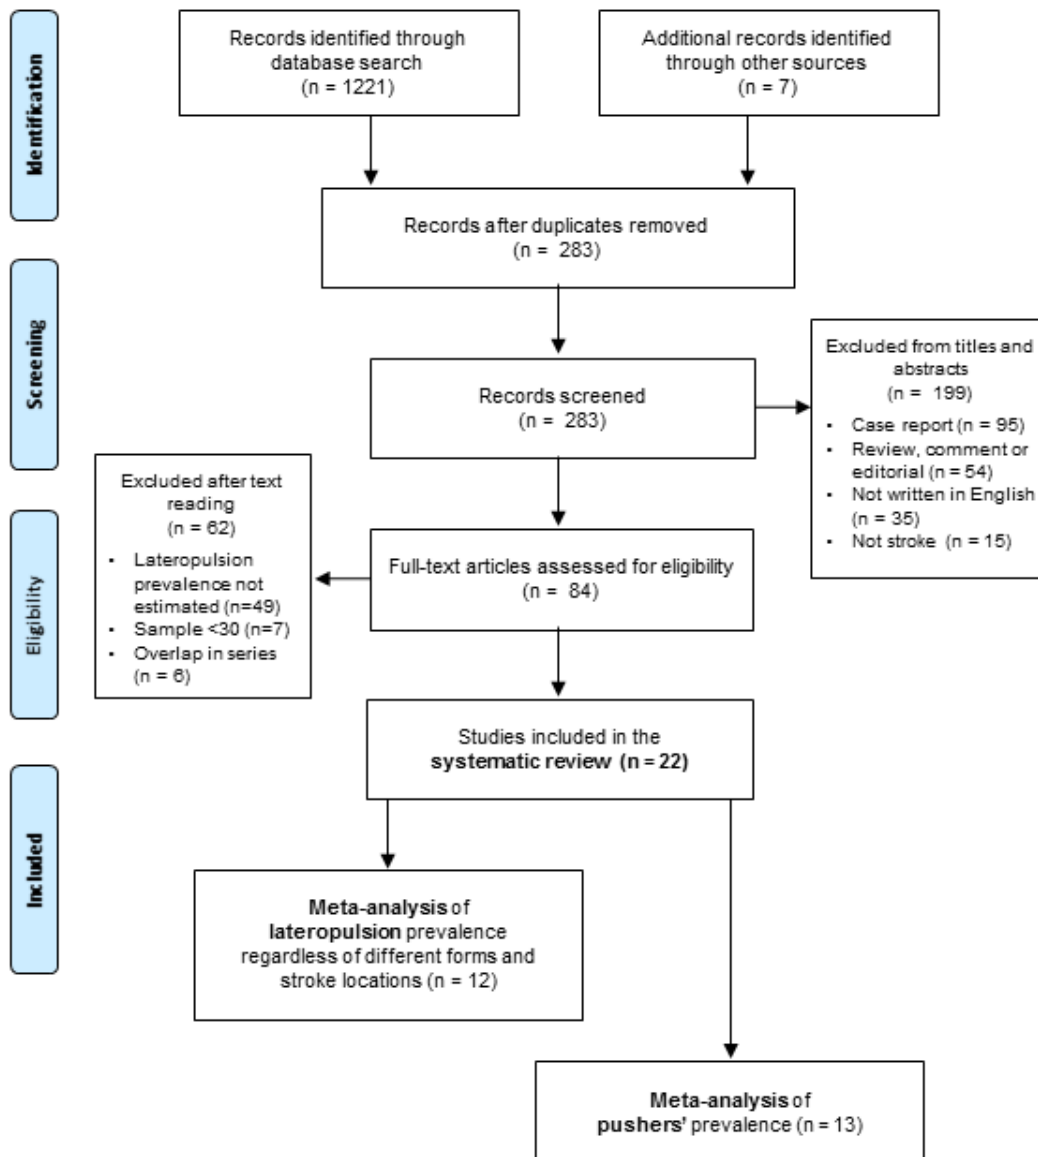 Identification
Records identified through
database search
(n = 1221)
Additional records identified
through other sources
(n = 7)
Records after duplicates removed
(n = 283)
Screening
Records screened
(n = 283)
Excluded from titles and
abstracts
(n = 199)
• Case report (n = 95)
• Review, comment or
editorial (n = 54)
• Not written in English
(n = 35)
• Not stroke (n = 15)
Eligibility
Excluded after text
reading
(n = 62)
• Lateropulsion
prevalence not
estimated (n=49)
• Sample <30 (n=7)
• Overlap in series
(n = 6)
Full-text articles assessed for eligibility
(n = 84)
Studies included in the
systematic review (n = 22)
Included
Meta-analysis of
lateropulsion prevalence
regardless of different forms and
stroke locations (n = 12)
Meta-analysis of
pushers' prevalence (n = 13)